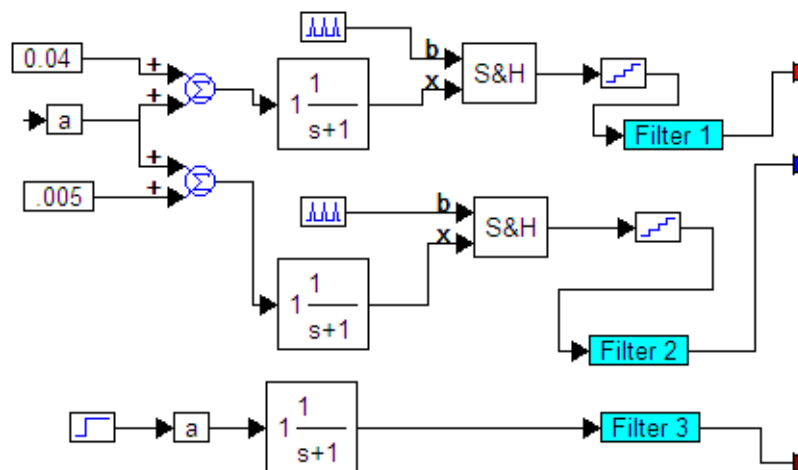 0.04
+
+
a
+
+
.005
Σ
Σ
1 1
s+1
b
x
S&H
Filter 1
1 1
s+1
b
x
S&H
Filter 2
a
1 1
s+1
Filter 3